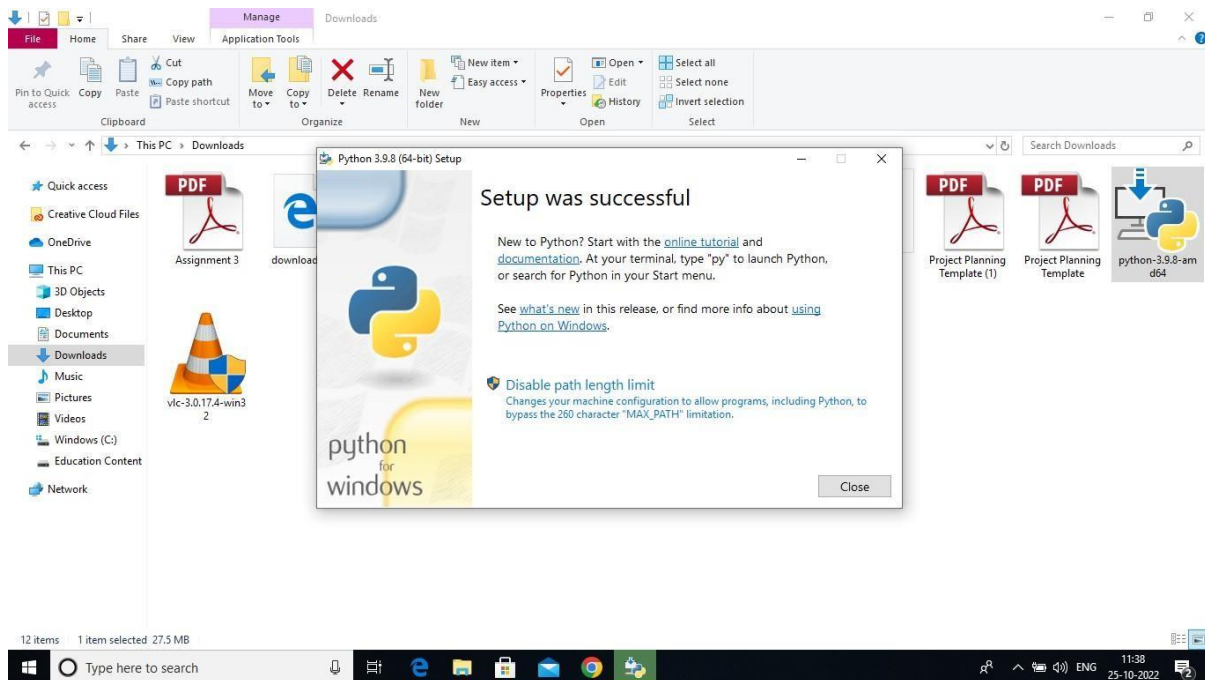 Manage
Downloads
File
Home
Share
View
Application Tools
Pin to Quick access
Copy
Paste
Cut
Copy path
Paste shortcut
Clipboard
Move to
Copy to
Delete
Rename
Organize
New folder
New item
Easy access
New
Properties
Open
Edit
History
Open
Select all
Select none
Invert selection
Select
This PC
Downloads
Search Downloads
Quick access
Creative Cloud Files
OneDrive
This PC
3D Objects
Desktop
Documents
Downloads
Music
Pictures
Videos
Windows (C:)
Education Content
Network
PDF
Assignment 3
download
vlc-3.0.17.4-win3
2
Python 3.9.8 (64-bit) Setup
Setup was successful
New to Python? Start with the online tutorial and
documentation. At your terminal, type "py" to launch Python,
or search for Python in your Start menu.
See what's new in this release, or find more info about using
Python on Windows.
Disable path length limit
Changes your machine configuration to allow programs, including Python, to
bypass the 260 character "MAX_PATH" limitation.
python
for
windows
Close
PDF
Project Planning
Template (1)
PDF
Project Planning
Template
python-3.9.8-am
d64
12 items
1 item selected 27.5 MB
Type here to search
ENG
11:38
25-10-2022
2